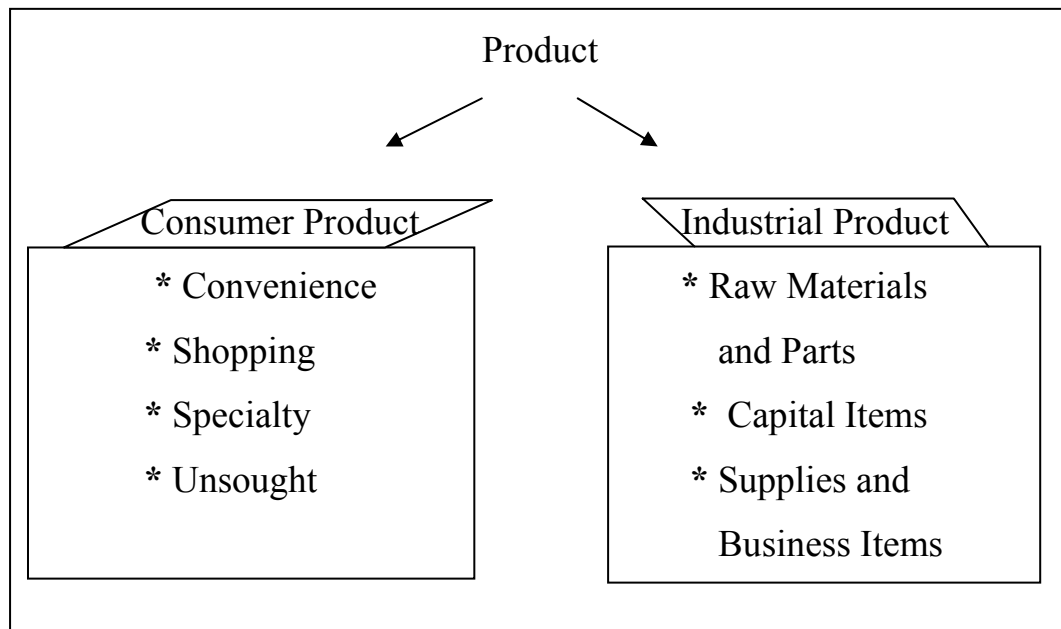 Product
Consumer Product
* Convenience
* Shopping
* Specialty
* Unsought
Industrial Product
* Raw Materials
and Parts
* Capital Items
* Supplies and
Business Items